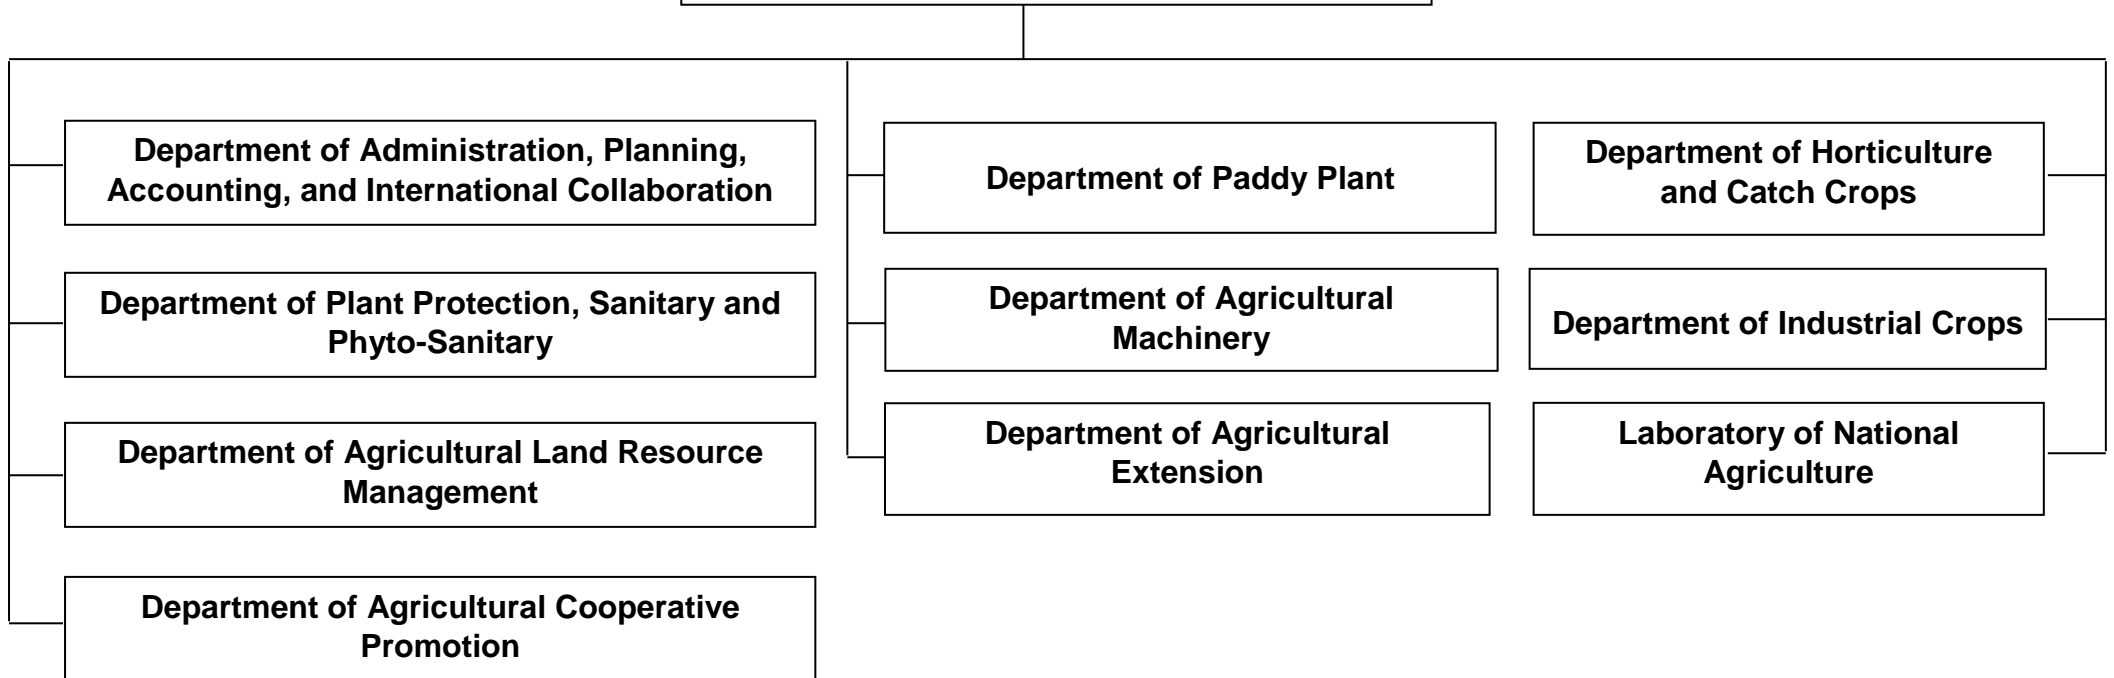 Department of Administration, Planning,
Accounting, and International Collaboration
Department of Plant Protection, Sanitary and
Phyto-Sanitary
Department of Agricultural Land Resource
Management
Department of Agricultural Cooperative
Promotion
Department of Paddy Plant
Department of Agricultural
Machinery
Department of Agricultural
Extension
Department of Horticulture
and Catch Crops
Department of Industrial Crops
Laboratory of National
Agriculture